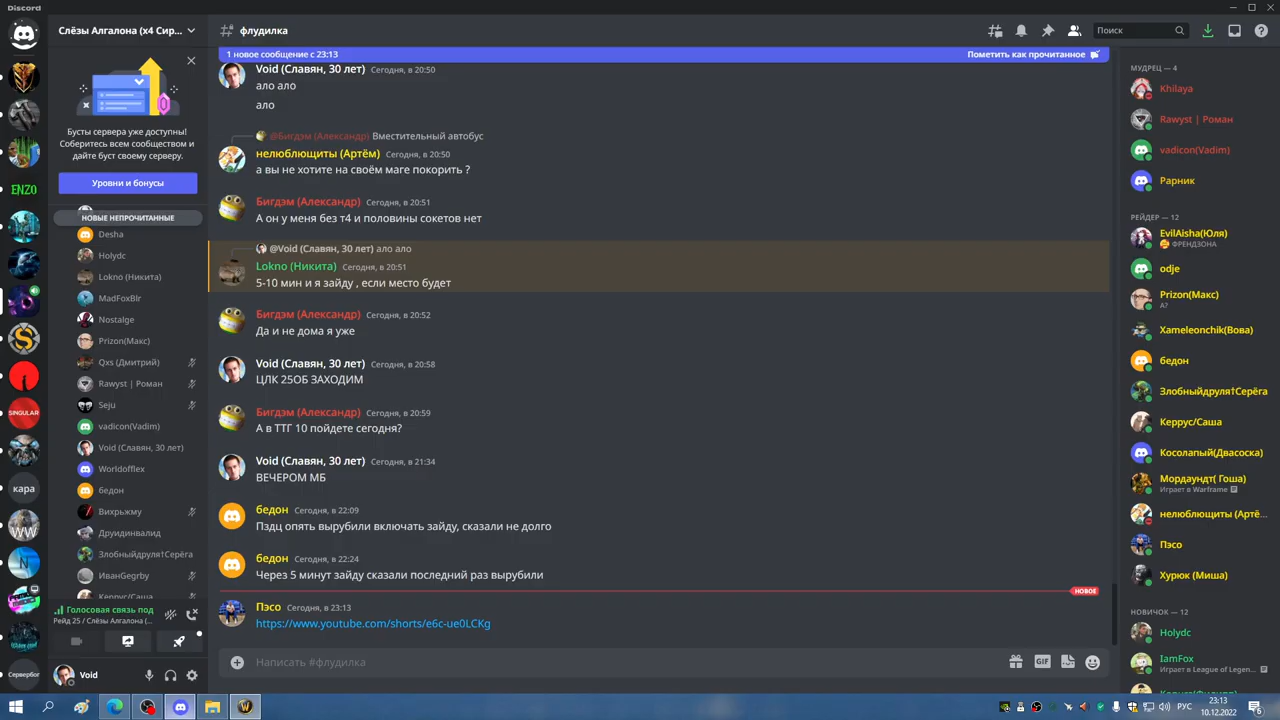 Discord
Слёзы Алгалона (x4 Сир...
флудилка
Поиск
1 новое сообщение с 23:13
Пометить как прочитанное
Бусты сервера уже доступны!
Соберитесь всем сообществом и
дайте буст своему серверу.
Уровни и бонусы
НОВЫЕ НЕПРОЧИТАННЫЕ
Desha
Holydc
Lokno (Никита)
MadFoxBlr
Nostalge
Prizon(Макс)
Qxs (Дмитрий)
Rawyst | Роман
Seju
vadicon(Vadim)
Void (Славян, 30 лет)
Worldofflex
бедон
Вихрыжму
Друидинвалид
Злобныйдруля†Серёга
ИванGegrby
Керрус/Саша
Голосовая связь под
Рейд 25 / Слёзы Алгалона (...
Void
ENZO
SINGULAR
кара
WW
N
Сервербог
Void (Славян, 30 лет) Сегодня, в 20:50
ало ало
ало
@Бигдэм (Александр) Вместительный автобус
нелюблющиты (Артём) Сегодня, в 20:50
а вы не хотите на своём маге покорить ?
Бигдэм (Александр) Сегодня, в 20:51
А он у меня без т4 и половины сокетов нет
@Void (Славян, 30 лет) ало ало
Lokno (Никита) Сегодня, в 20:51
5-10 мин и я зайду , если место будет
Бигдэм (Александр) Сегодня, в 20:52
Да и не дома я уже
Void (Славян, 30 лет) Сегодня, в 20:58
ЦЛК 25ОБ ЗАХОДИМ
Бигдэм (Александр) Сегодня, в 20:59
А в ТТГ 10 пойдете сегодня?
Void (Славян, 30 лет) Сегодня, в 21:34
ВЕЧЕРОМ МБ
бедон Сегодня, в 22:09
Пздц опять вырубили включать зайду, сказали не долго
бедон Сегодня, в 22:24
Через 5 минут зайду сказали последний раз вырубили
НОВОЕ
Пэсо Сегодня, в 23:13
https://www.youtube.com/shorts/e6c-ue0LCKg
Написать #флудилка
GIF
МУДРЕЦ — 4
Khilaya
Rawyst | Роман
vadicon(Vadim)
Рарник
РЕЙДЕР — 12
EvilAisha(Юля)
ФРЕНДЗОНА
odje
Prizon(Макс)
А?
Xameleonchik(Вова)
бедон
Злобныйдруля†Серёга
Керрус/Саша
Косолапый(Двасоска)
Мордаундт( Гоша)
Играет в Warframe
нелюблющиты (Артё...
Пэсо
Хурюк (Миша)
НОВИЧОК — 12
Holydc
IamFox
Играет в League of Legen...
РУС
23:13
10.12.2022